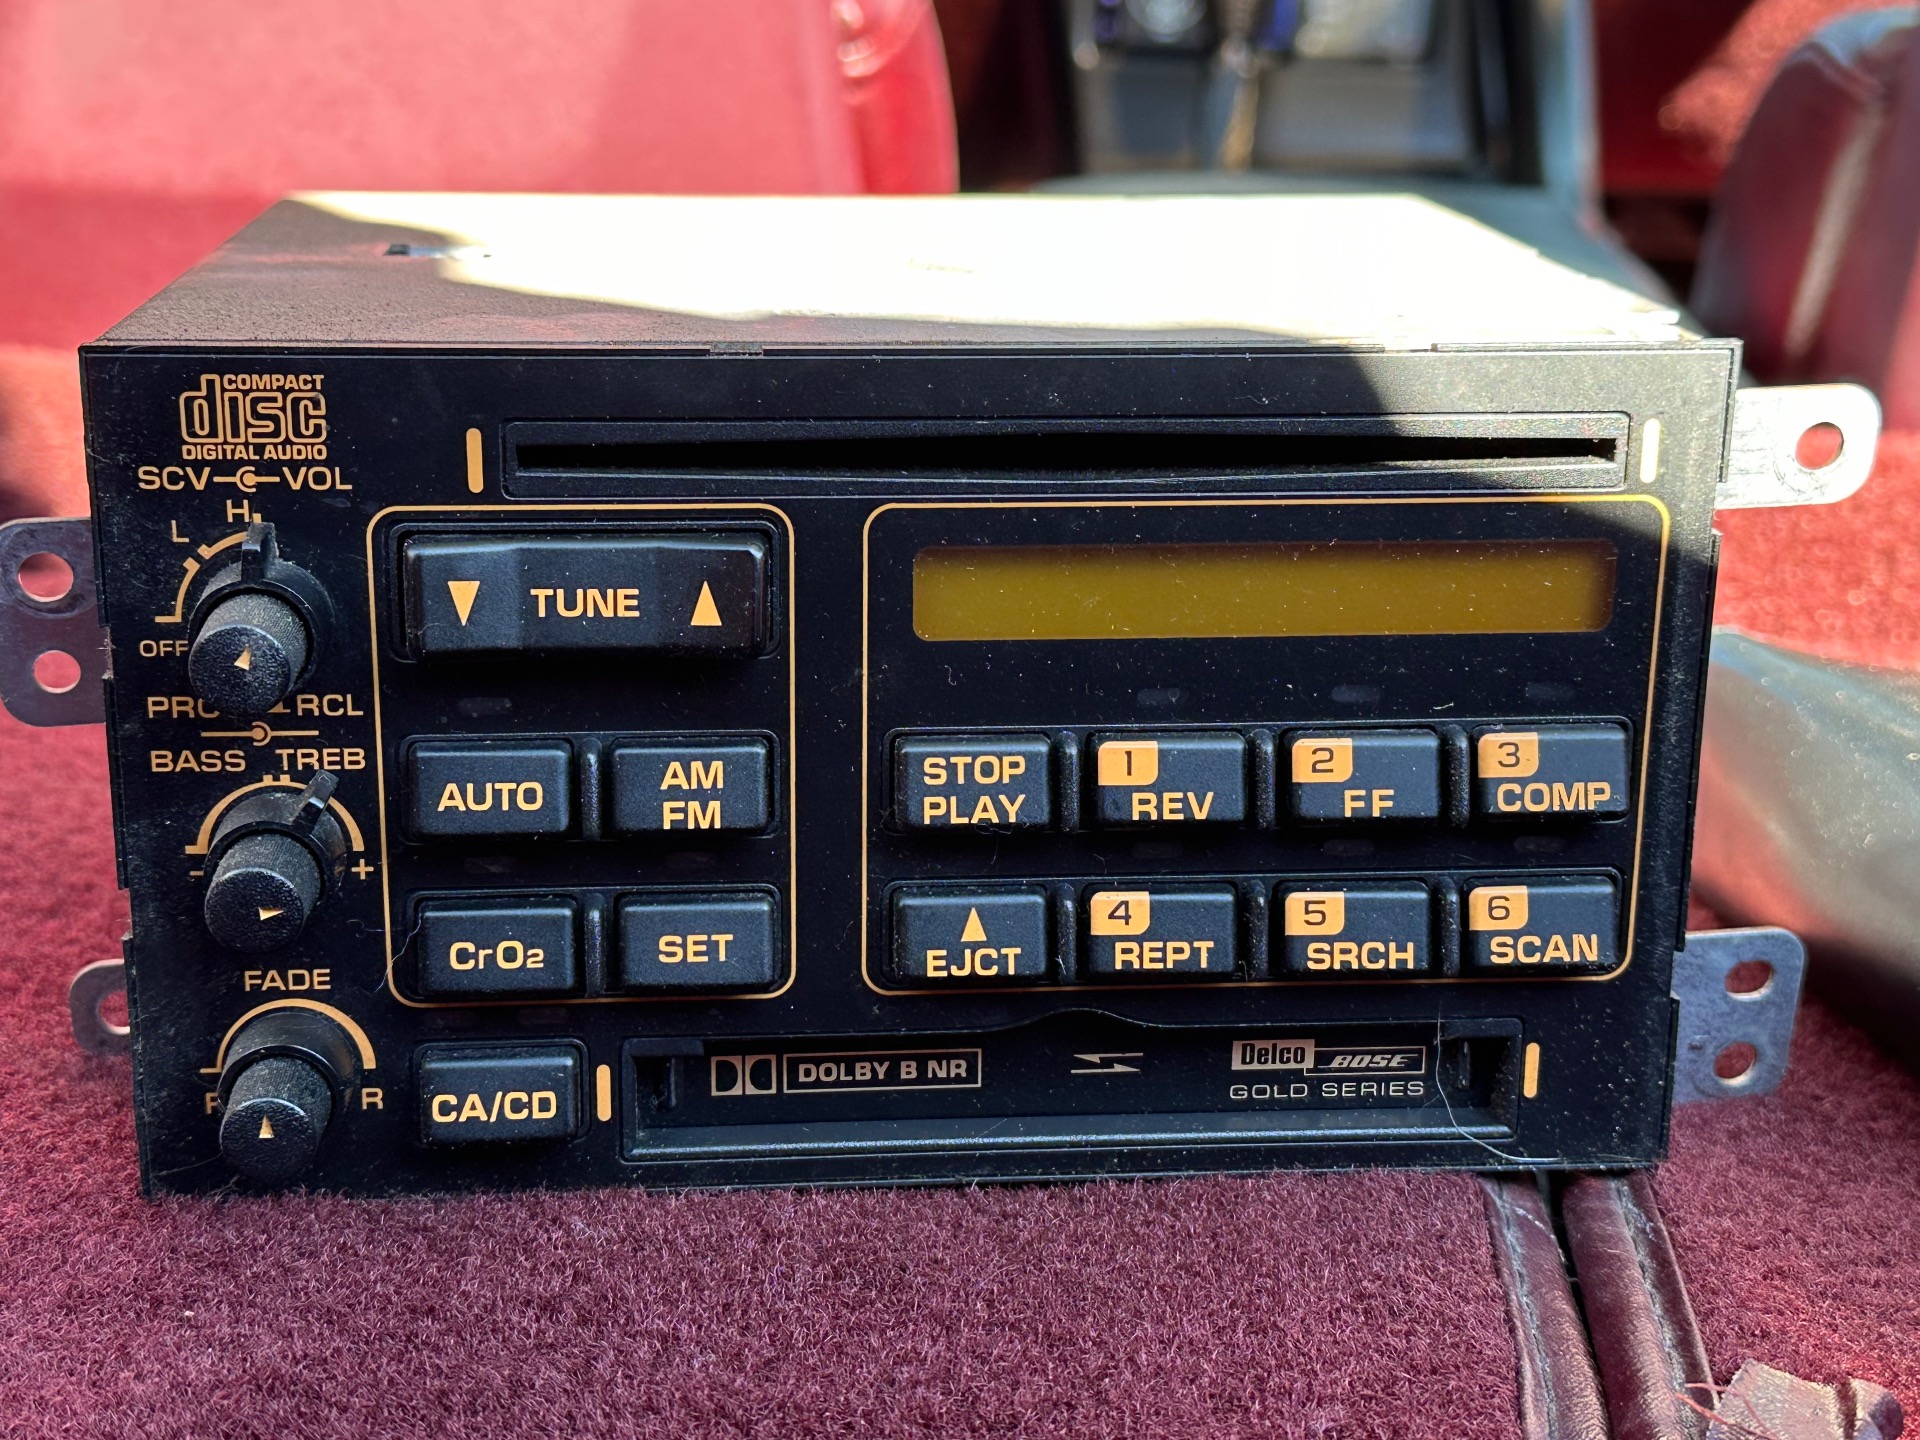 COMPACT
disc
DIGITAL AUDIO
SCV VOL
H
L
OFF
RCL
BASS TREB
- +
FADE
R
TUNE
AUTO
AM
FM
CrO2
SET
CA/CD
STOP
PLAY
1
REV
2
FF
3
COMP
EJCT
4
REPT
5
SRCH
6
SCAN
DOLBY B NR
Delco BOSE
GOLD SERIES